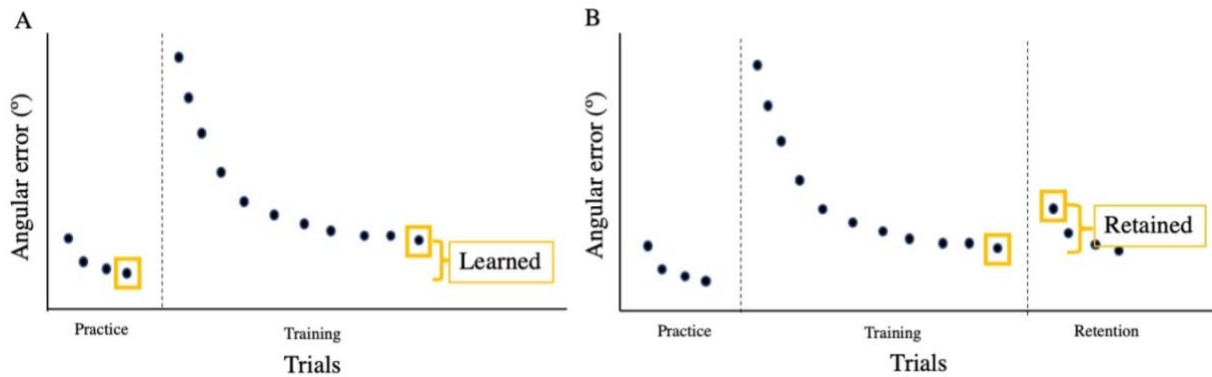 A
Angular error (°)
Learned
Practice
Training
Trials
B
Angular error (°)
Retained
Practice
Training
Retention
Trials